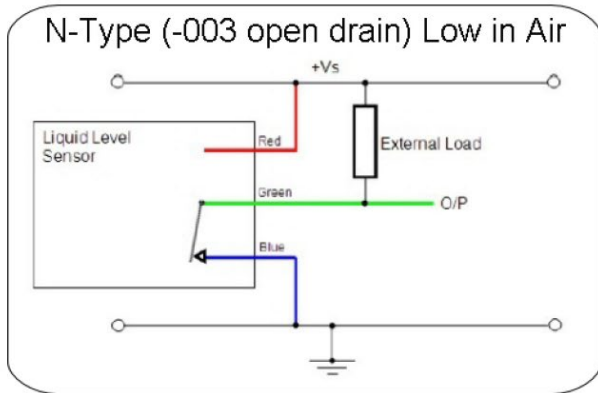 N-Type (-003 open drain) Low in Air
+Vs
Liquid Level
Sensor
Red
External Load
Green
O/P
Blue